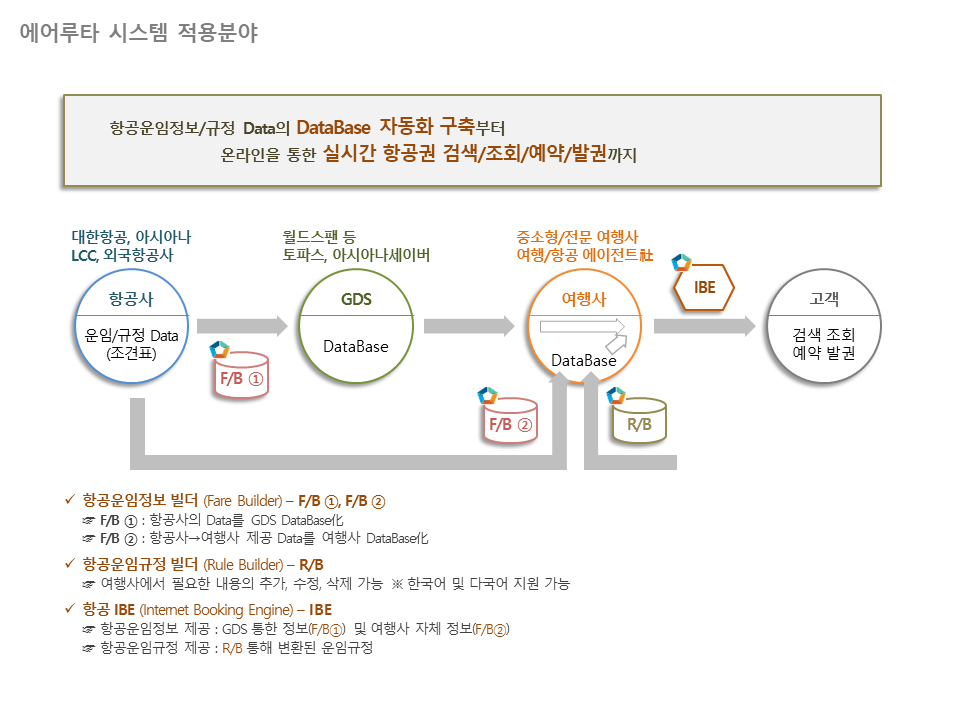 에어루타 시스템 적용분야
항공운임정보/규정 Data의 DataBase 자동화 구축부터
온라인을 통한 실시간 항공권 검색/조회/예약/발권까지
대한항공, 아시아나
LCC, 외국항공사
월드스팬 등
토파스, 아시아나세이버
중소형/전문 여행사
여행/항공 에이전트社
항공사
운임/규정 Data
(조견표)
GDS
DataBase
여행사
DataBase
IBE
고객
검색 조회
예약 발권
F/B ①
F/B ②
R/B
✓ 항공운임정보 빌더 (Fare Builder) – F/B ①, F/B ②
☞ F/B ① : 항공사의 Data를 GDS DataBase化
☞ F/B ② : 항공사→여행사 제공 Data를 여행사 DataBase化
✓ 항공운임규정 빌더 (Rule Builder) – R/B
☞ 여행사에서 필요한 내용의 추가, 수정, 삭제 가능 ※ 한국어 및 다국어 지원 가능
✓ 항공 IBE (Internet Booking Engine) – IBE
☞ 항공운임정보 제공 : GDS 통한 정보(F/B①) 및 여행사 자체 정보(F/B②)
☞ 항공운임규정 제공 : R/B 통해 변환된 운임규정